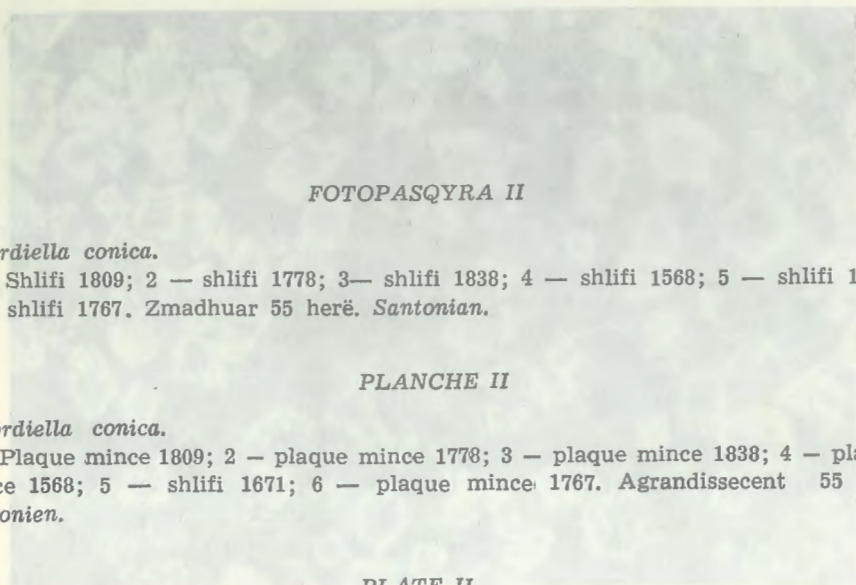 FOTOPASQYRA II
rdiella conica.
Shlifi 1809; 2 — shlifi 1778; 3— shlifi 1838; 4 — shlifi 1568; 5 — shlifi 1
shlifi 1767. Zmadhuar 55 herë. Santonian.
PLANCHE II
rdiella conica.
Plaque mince 1809; 2 — plaque mince 1778; 3 — plaque mince 1838; 4 — pla
ce 1568; 5 — shlifi 1671; 6 — plaque mince 1767. Agrandissecent 55
onien.
PLATE II